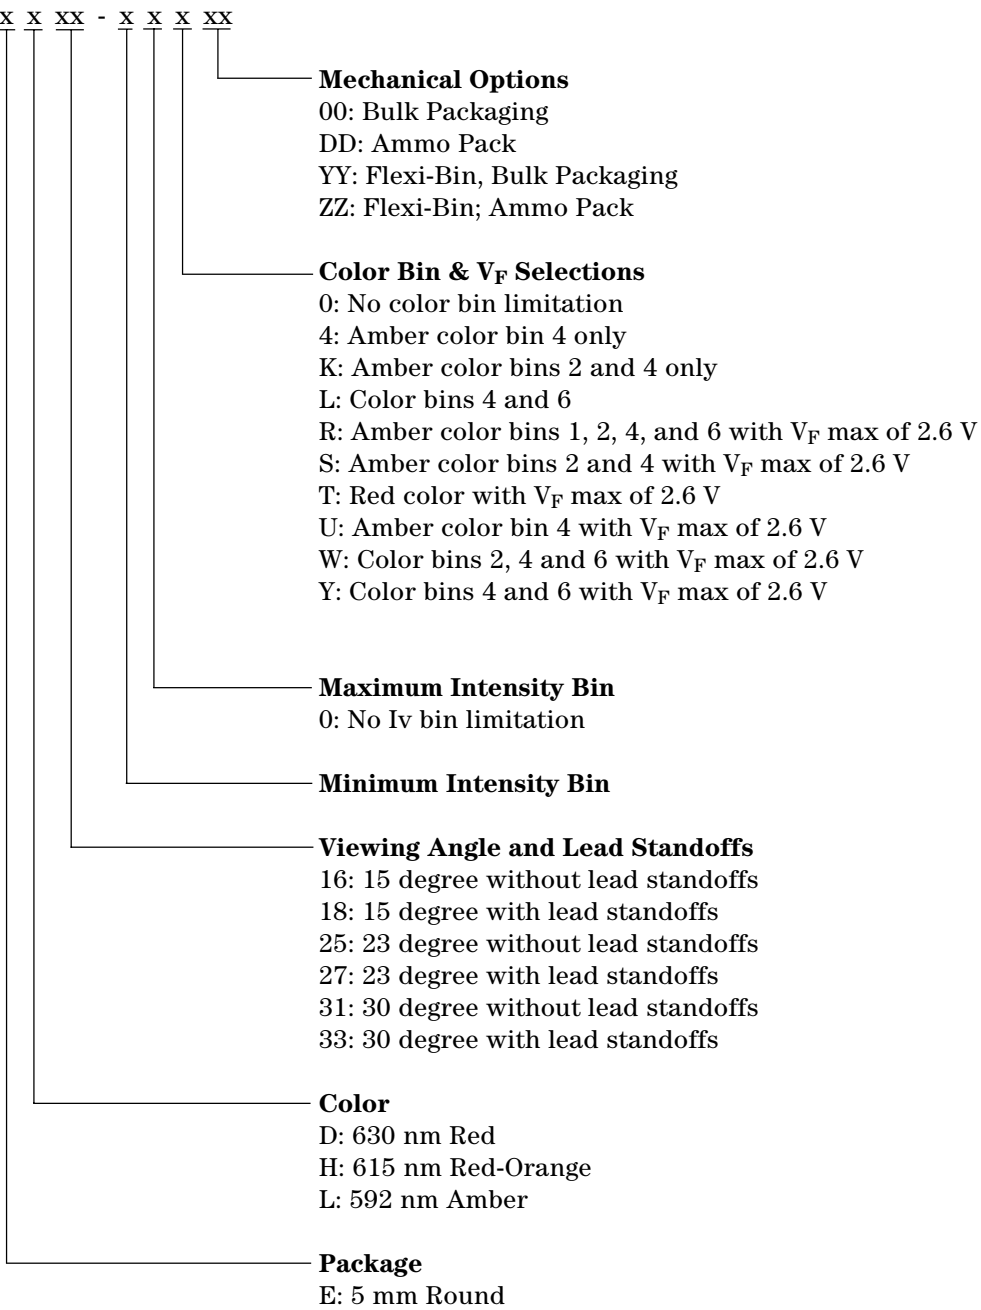 x x xx - x x x xx
Mechanical Options
00: Bulk Packaging
DD: Ammo Pack
YY: Flexi-Bin, Bulk Packaging
ZZ: Flexi-Bin; Ammo Pack
Color Bin & VF Selections
0: No color bin limitation
4: Amber color bin 4 only
K: Amber color bins 2 and 4 only
L: Color bins 4 and 6
R: Amber color bins 1, 2, 4, and 6 with VF max of 2.6 V
S: Amber color bins 2 and 4 with VF max of 2.6 V
T: Red color with VF max of 2.6 V
U: Amber color bin 4 with VF max of 2.6 V
W: Color bins 2, 4 and 6 with VF max of 2.6 V
Y: Color bins 4 and 6 with VF max of 2.6 V
Maximum Intensity Bin
0: No Iv bin limitation
Minimum Intensity Bin
Viewing Angle and Lead Standoffs
16: 15 degree without lead standoffs
18: 15 degree with lead standoffs
25: 23 degree without lead standoffs
27: 23 degree with lead standoffs
31: 30 degree without lead standoffs
33: 30 degree with lead standoffs
Color
D: 630 nm Red
H: 615 nm Red-Orange
L: 592 nm Amber
Package
E: 5 mm Round